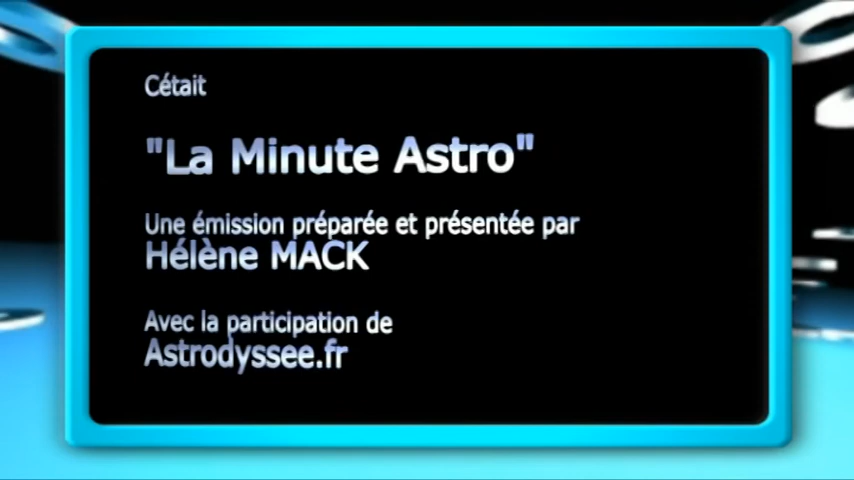 Cétait
"La Minute Astro"
Une émission préparée et présentée par
Hélène MACK
Avec la participation de
Astrodyssee.fr